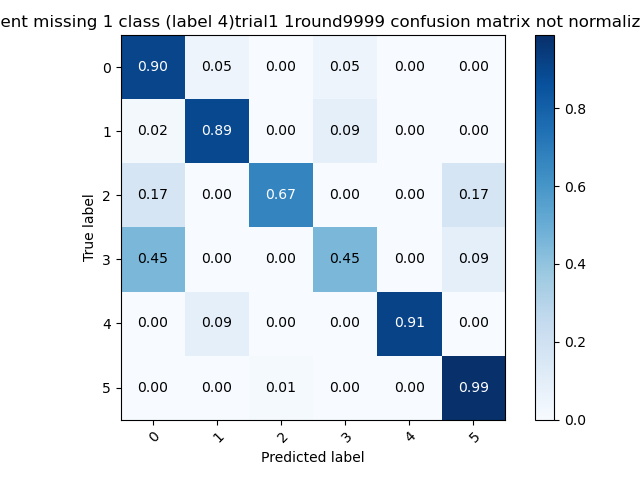 ent missing 1 class (label 4)trial1 1round9999 confusion matrix not normaliz
0 0.90 0.05 0.00 0.05 0.00 0.00
1 0.02 0.89 0.00 0.09 0.00 0.00
2 0.17 0.00 0.67 0.00 0.00 0.17
3 0.45 0.00 0.00 0.45 0.00 0.09
4 0.00 0.09 0.00 0.00 0.91 0.00
5 0.00 0.00 0.01 0.00 0.00 0.99
0 1 2 3 4 5
Predicted label
True label
0.8
0.6
0.4
0.2
0.0